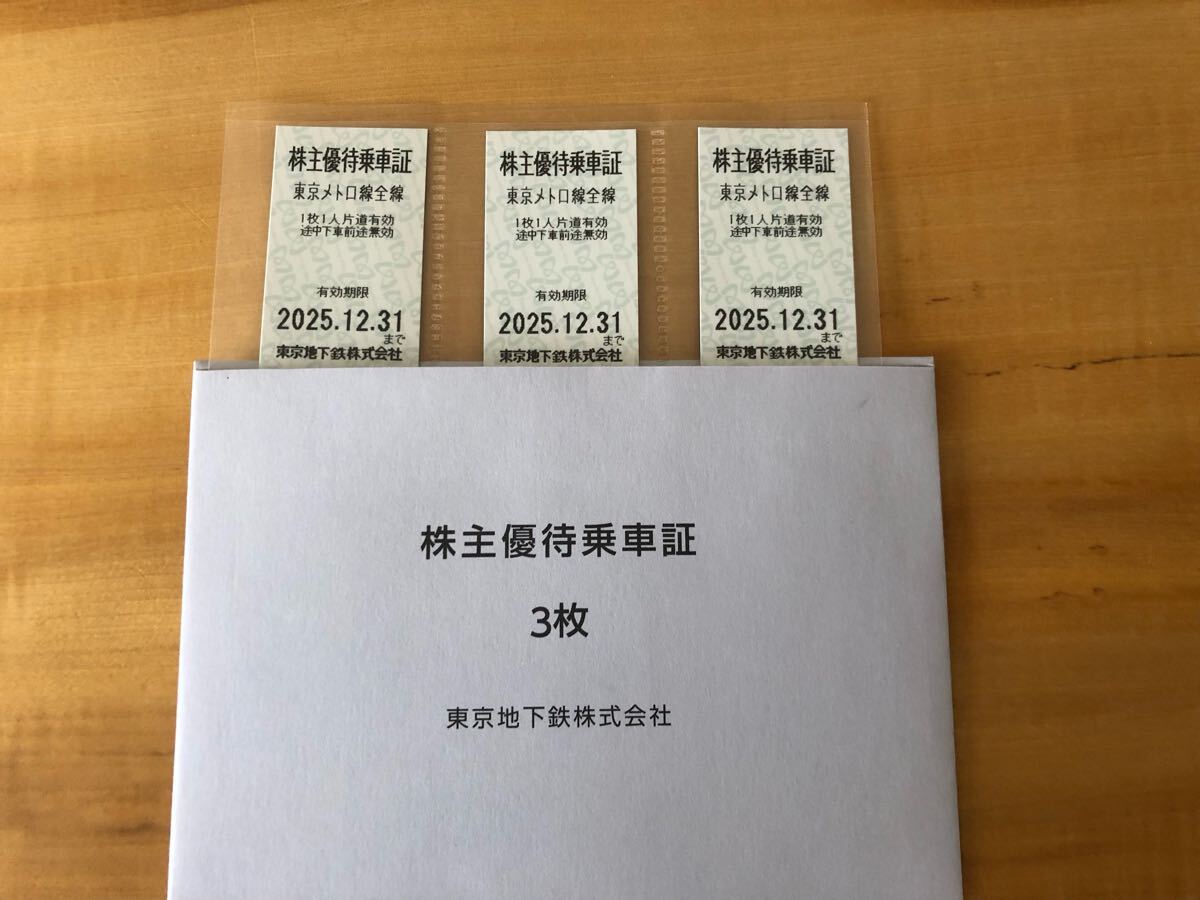 株主優待乗車証
東京メトロ線全線
1枚1人片道有効
途中下車前途無効
有効期限
2025.12.31
まで
東京地下鉄株式会社
株主優待乗車証
東京メトロ線全線
1枚1人片道有効
途中下車前途無効
有効期限
2025.12.31
まで
東京地下鉄株式会社
株主優待乗車証
東京メトロ線全線
1枚1人片道有効
途中下車前途無効
有効期限
2025.12.31
まで
東京地下鉄株式会社
株主優待乗車証
3枚
東京地下鉄株式会社